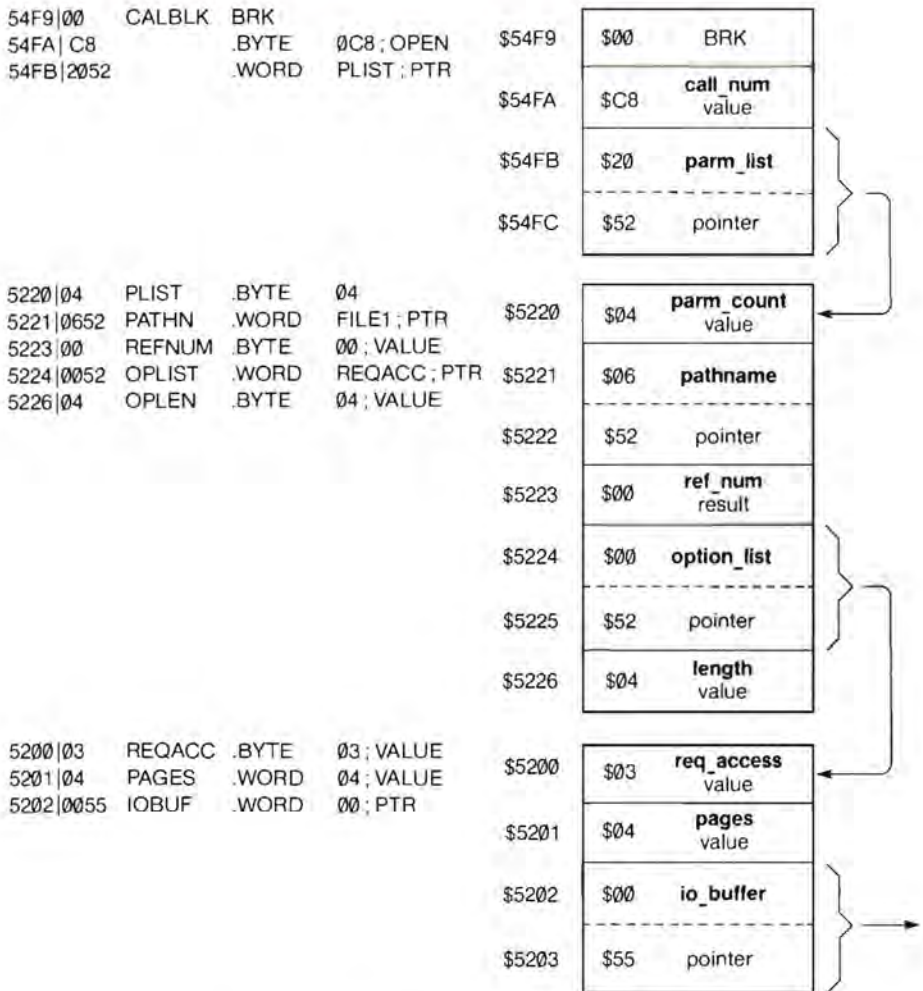 54F9|00 CALBLK BRK
54FA|C8 .BYTE 0C8 ; OPEN
54FB|2052 .WORD PLIST ; PTR
$54F9 $00 BRK
$54FA $C8 call_num
value
$54FB $20 parm_list
$54FC $52 pointer
5220|04 PLIST .BYTE 04
5221|0652 PATHN .WORD FILE1 ; PTR
5223|00 REFNUM .BYTE 00 ; VALUE
5224|0052 OPLIST .WORD REQACC ; PTR
5226|04 OPLEN .BYTE 04 ; VALUE
$5220 $04 parm_count
value
$5221 $06 pathname
$5222 $52 pointer
$5223 $00 ref_num
result
$5224 $00 option_list
$5225 $52 pointer
$5226 $04 length
value
5200|03 REQACC .BYTE 03 ; VALUE
5201|04 PAGES .WORD 04 ; VALUE
5202|0055 IOBUF .WORD 00 ; PTR
$5200 $03 req_access
value
$5201 $04 pages
value
$5202 $00 io_buffer
$5203 $55 pointer